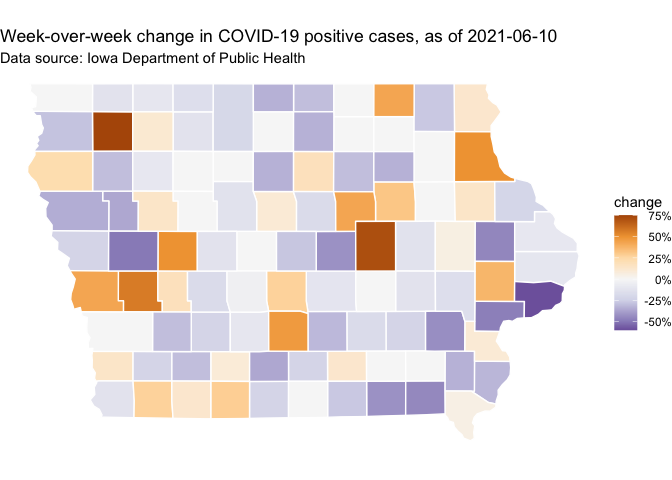 Week-over-week change in COVID-19 positive cases, as of 2021-06-10
Data source: Iowa Department of Public Health
change
75%
50%
25%
0%
-25%
-50%